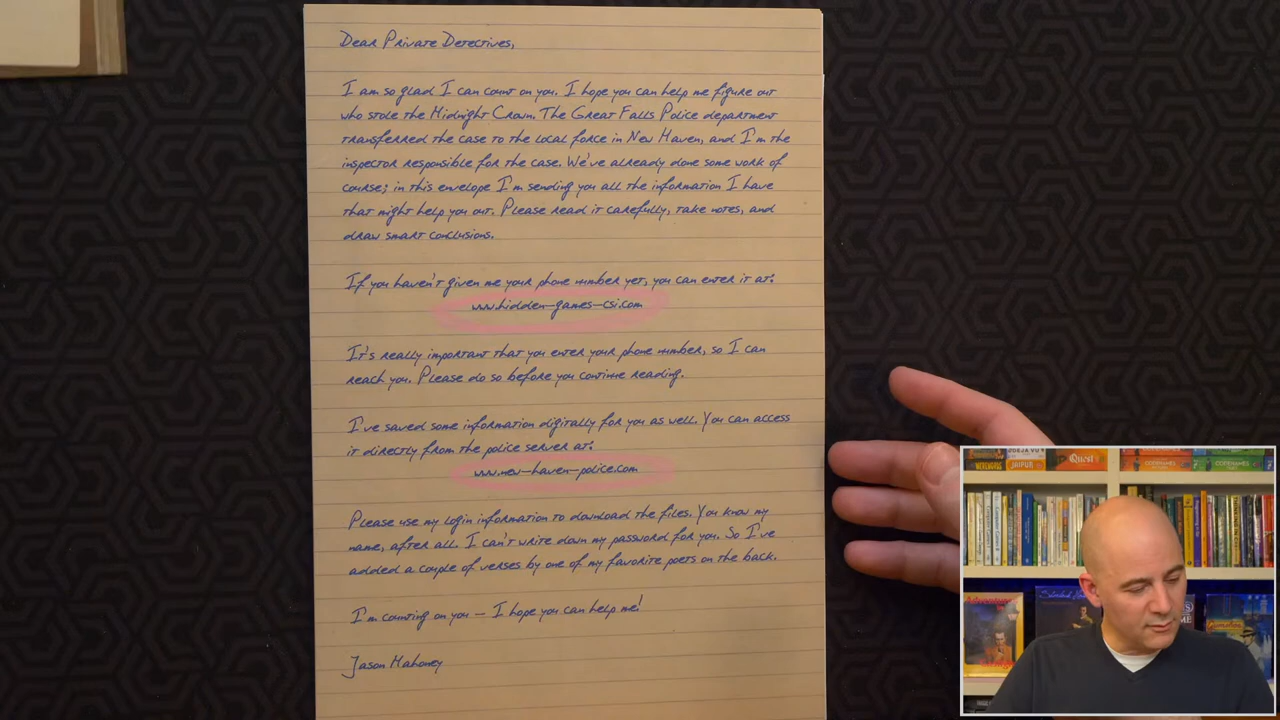 Dear Private Detectives,
I am so glad I can count on you. I hope you can help me figure out
who stole the Midnight Crown. The Great Falls Police department
transferred the case to the local force in New Haven, and I'm the
inspector responsible for the case. We've already done some work of
course; in this envelope I'm sending you all the information I have
that might help you out. Please read it carefully, take notes, and
draw smart conclusions.
If you haven't given me your phone number yet, you can enter it at:
www.hidden-games-csi.com
It's really important that you enter your phone number, so I can
reach you. Please do so before you continue reading.
I've saved some information digitally for you as well. You can access
it directly from the police server at:
www.new-haven-police.com
Please use my login information to download the files. You know my
name, after all. I can't write down my password for you. So I've
added a couple of verses by one of my favorite poets on the back.
I'm counting on you – I hope you can help me!
Jason Mahoney
JAIPUR
Quest
CODENAMES
CODENAMES
Adventure